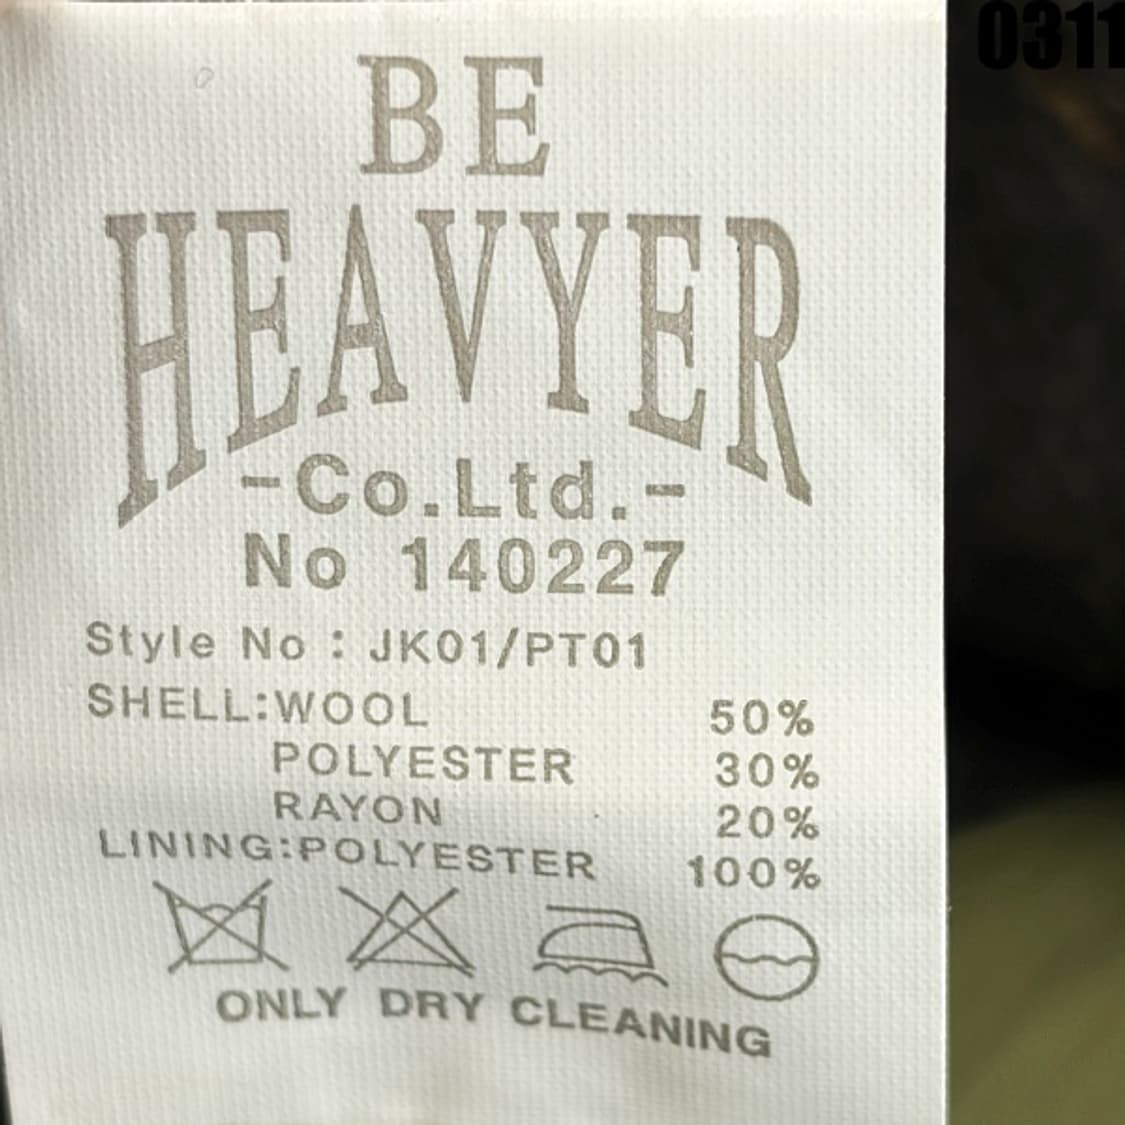 0311
BE
HEAVYER
-Co.Ltd.-
No 140227
Style No : JK01/PT01
SHELL:WOOL 50%
POLYESTER 30%
RAYON 20%
LINING:POLYESTER 100%
ONLY DRY CLEANING